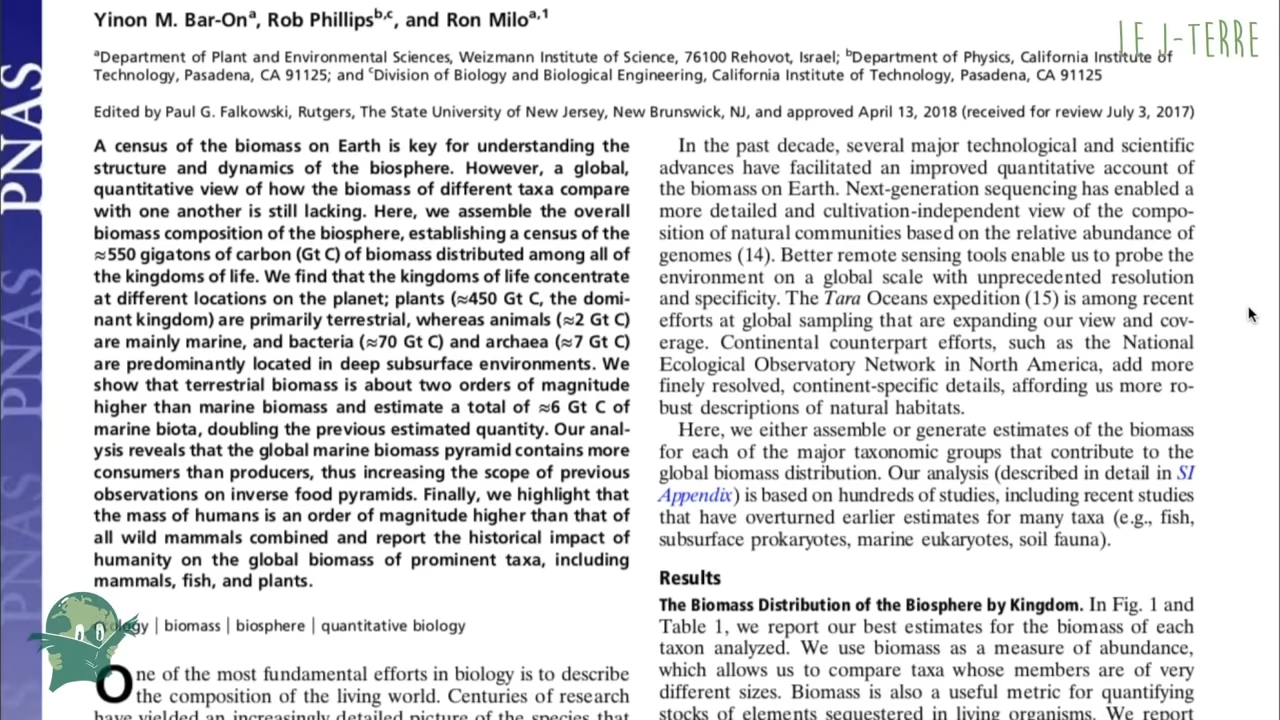 Yinon M. Bar-Onᵃ, Rob Phillipsᵇ,ᶜ, and Ron Miloᵃ,¹
LE J-TERRE
ᵃDepartment of Plant and Environmental Sciences, Weizmann Institute of Science, 76100 Rehovot, Israel; ᵇDepartment of Physics, California Institute of
Technology, Pasadena, CA 91125; and ᶜDivision of Biology and Biological Engineering, California Institute of Technology, Pasadena, CA 91125
Edited by Paul G. Falkowski, Rutgers, The State University of New Jersey, New Brunswick, NJ, and approved April 13, 2018 (received for review July 3, 2017)
A census of the biomass on Earth is key for understanding the
structure and dynamics of the biosphere. However, a global,
quantitative view of how the biomass of different taxa compare
with one another is still lacking. Here, we assemble the overall
biomass composition of the biosphere, establishing a census of the
≈550 gigatons of carbon (Gt C) of biomass distributed among all of
the kingdoms of life. We find that the kingdoms of life concentrate
at different locations on the planet; plants (≈450 Gt C, the domi-
nant kingdom) are primarily terrestrial, whereas animals (≈2 Gt C)
are mainly marine, and bacteria (≈70 Gt C) and archaea (≈7 Gt C)
are predominantly located in deep subsurface environments. We
show that terrestrial biomass is about two orders of magnitude
higher than marine biomass and estimate a total of ≈6 Gt C of
marine biota, doubling the previous estimated quantity. Our anal-
ysis reveals that the global marine biomass pyramid contains more
consumers than producers, thus increasing the scope of previous
observations on inverse food pyramids. Finally, we highlight that
the mass of humans is an order of magnitude higher than that of
all wild mammals combined and report the historical impact of
humanity on the global biomass of prominent taxa, including
mammals, fish, and plants.
| biomass | biosphere | quantitative biology
One of the most fundamental efforts in biology is to describe
the composition of the living world. Centuries of research
have yielded an increasingly detailed picture of the species that
In the past decade, several major technological and scientific
advances have facilitated an improved quantitative account of
the biomass on Earth. Next-generation sequencing has enabled a
more detailed and cultivation-independent view of the compo-
sition of natural communities based on the relative abundance of
genomes (14). Better remote sensing tools enable us to probe the
environment on a global scale with unprecedented resolution
and specificity. The Tara Oceans expedition (15) is among recent
efforts at global sampling that are expanding our view and cov-
erage. Continental counterpart efforts, such as the National
Ecological Observatory Network in North America, add more
finely resolved, continent-specific details, affording us more ro-
bust descriptions of natural habitats.
Here, we either assemble or generate estimates of the biomass
for each of the major taxonomic groups that contribute to the
global biomass distribution. Our analysis (described in detail in SI
Appendix) is based on hundreds of studies, including recent studies
that have overturned earlier estimates for many taxa (e.g., fish,
subsurface prokaryotes, marine eukaryotes, soil fauna).
Results
The Biomass Distribution of the Biosphere by Kingdom. In Fig. 1 and
Table 1, we report our best estimates for the biomass of each
taxon analyzed. We use biomass as a measure of abundance,
which allows us to compare taxa whose members are of very
different sizes. Biomass is also a useful metric for quantifying
stocks of elements sequestered in living organisms. We report
PNAS
PNAS
PNAS
PNAS